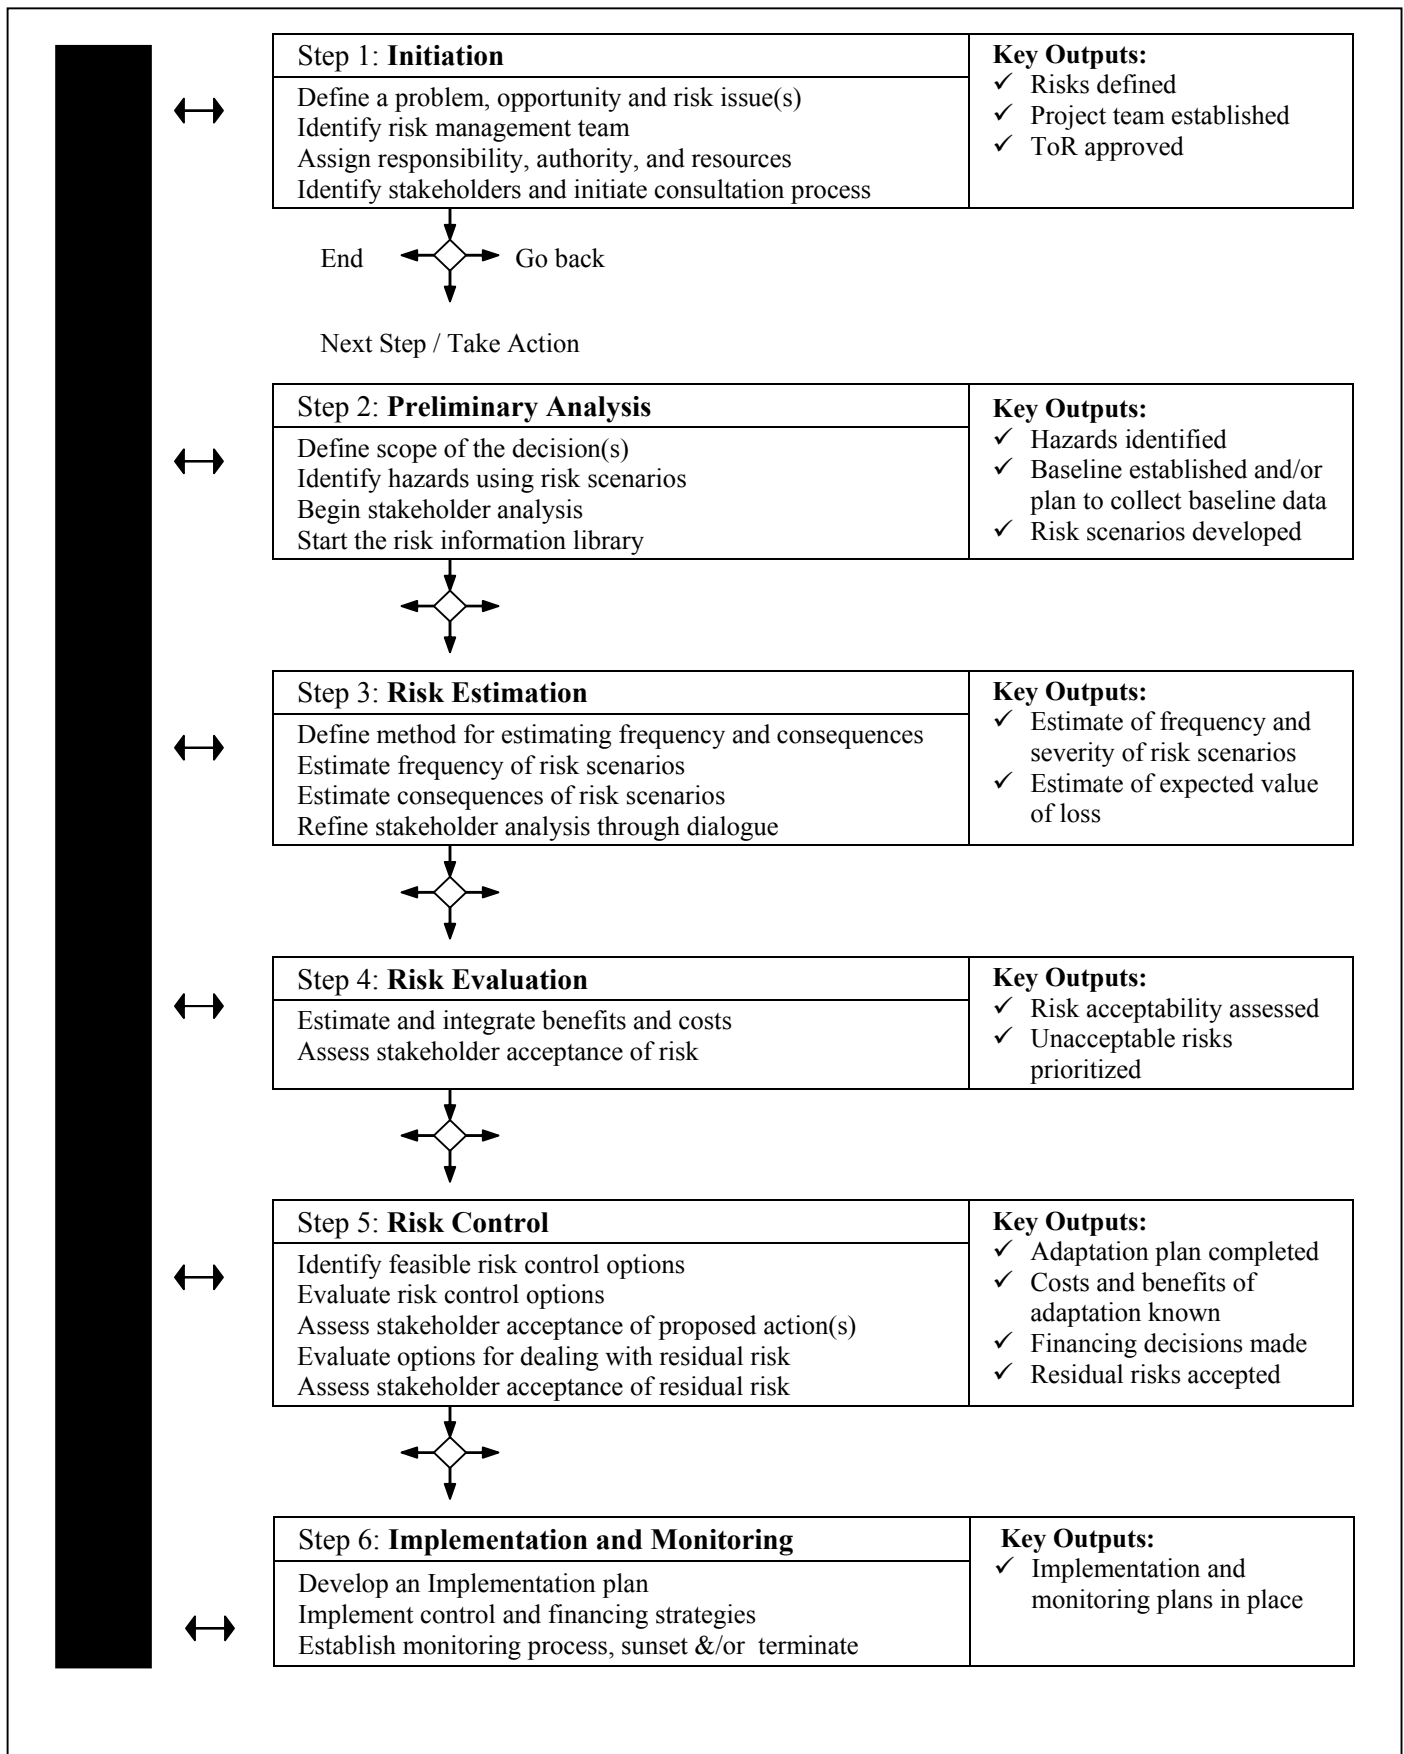 Step 1: Initiation
Define a problem, opportunity and risk issue(s)
Identify risk management team
Assign responsibility, authority, and resources
Identify stakeholders and initiate consultation process
Key Outputs:
✓ Risks defined
✓ Project team established
✓ ToR approved
End
Go back
Next Step / Take Action
Step 2: Preliminary Analysis
Define scope of the decision(s)
Identify hazards using risk scenarios
Begin stakeholder analysis
Start the risk information library
Key Outputs:
✓ Hazards identified
✓ Baseline established and/or
plan to collect baseline data
✓ Risk scenarios developed
Step 3: Risk Estimation
Define method for estimating frequency and consequences
Estimate frequency of risk scenarios
Estimate consequences of risk scenarios
Refine stakeholder analysis through dialogue
Key Outputs:
✓ Estimate of frequency and
severity of risk scenarios
✓ Estimate of expected value
of loss
Step 4: Risk Evaluation
Estimate and integrate benefits and costs
Assess stakeholder acceptance of risk
Key Outputs:
✓ Risk acceptability assessed
✓ Unacceptable risks
prioritized
Step 5: Risk Control
Identify feasible risk control options
Evaluate risk control options
Assess stakeholder acceptance of proposed action(s)
Evaluate options for dealing with residual risk
Assess stakeholder acceptance of residual risk
Key Outputs:
✓ Adaptation plan completed
✓ Costs and benefits of
adaptation known
✓ Financing decisions made
✓ Residual risks accepted
Step 6: Implementation and Monitoring
Develop an Implementation plan
Implement control and financing strategies
Establish monitoring process, sunset &/or terminate
Key Outputs:
✓ Implementation and
monitoring plans in place